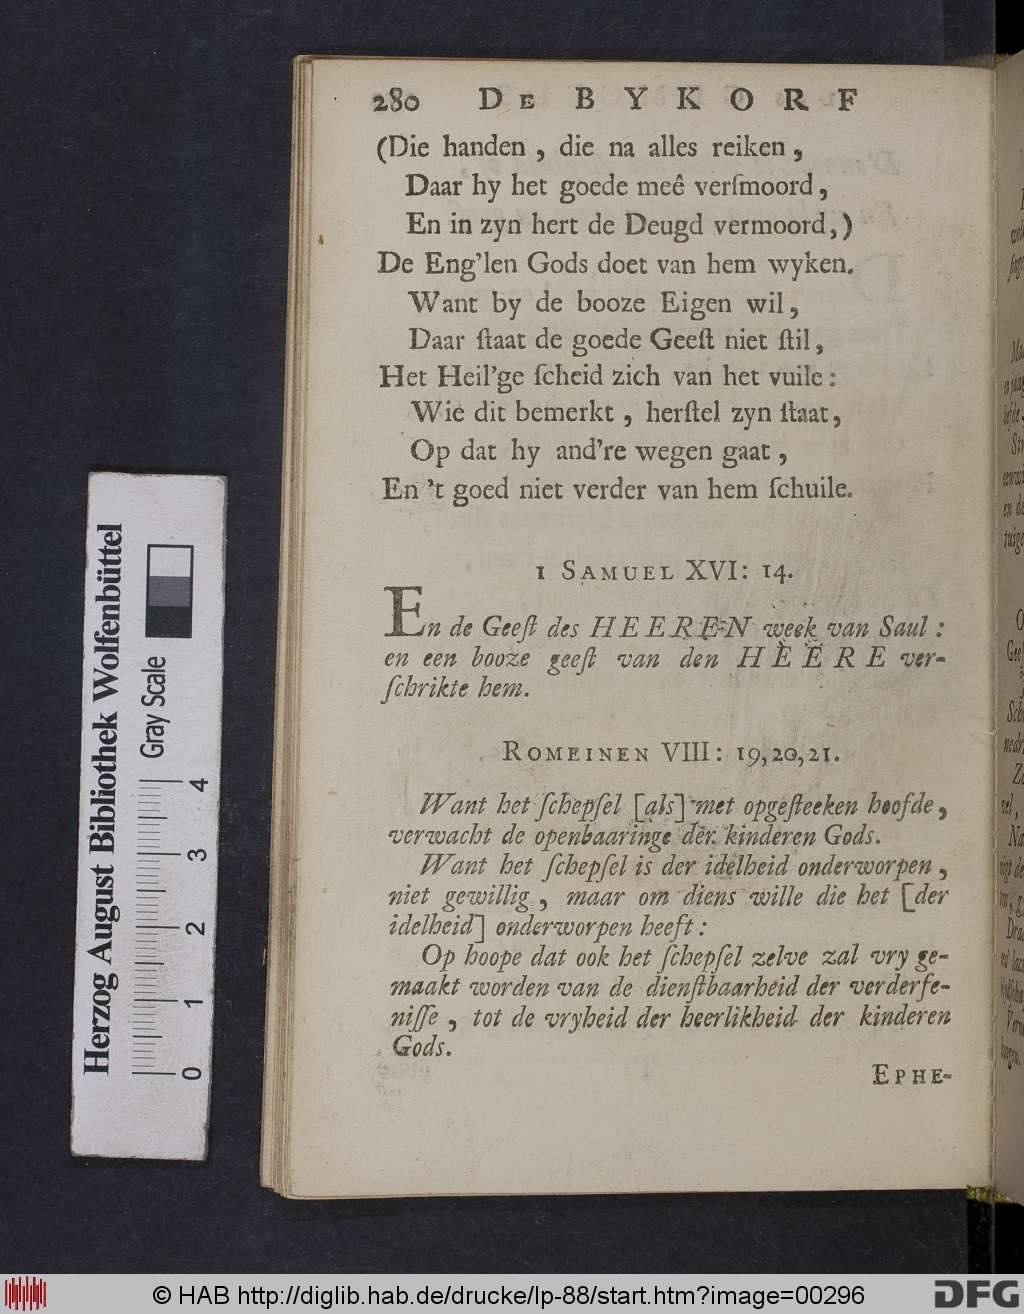 280 DE BYKORF
(Die handen , die na alles reiken ,
Daar hy het goede meê verſmoord ,
En in zyn hert de Deugd vermoord , )
De Eng'len Gods doet van hem wyken.
Want by de booze Eigen wil ,
Daar ſtaat de goede Geeſt niet ſtil ,
Het Heil'ge ſcheid zich van het vuile :
Wie dit bemerkt , herſtel zyn ſtaat ,
Op dat hy and're wegen gaat ,
En 't goed niet verder van hem ſchuile.
1 SAMUEL XVI: 14.
En de Geeſt des HEEREN week van Saul :
en een booze geeſt van den HEERE ver-
ſchrikte hem.
ROMEINEN VIII: 19, 20, 21.
Want het ſchepſel [als] met opgeſteeken hoofde ,
verwacht de openbaaringe der kinderen Gods.
Want het ſchepſel is der idelheid onderworpen ,
niet gewillig , maar om diens wille die het [der
idelheid] onderworpen heeft :
Op hoope dat ook het ſchepſel zelve zal vry ge-
maakt worden van de dienſtbaarheid der verderfe-
niſſe , tot de vryheid der heerlikheid der kinderen
Gods.
EPHE-
Herzog August Bibliothek Wolfenbüttel
Gray Scale
0 1 2 3 4
© HAB http://diglib.hab.de/drucke/lp-88/start.htm?image=00296
DFG